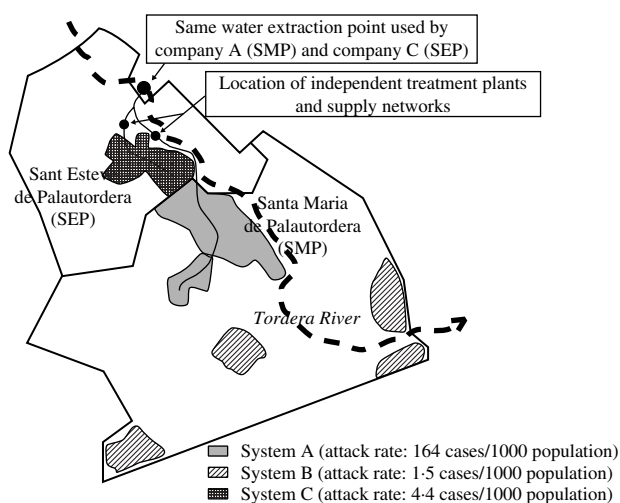 Same water extraction point used by
company A (SMP) and company C (SEP)
Location of independent treatment plants
and supply networks
Sant Esteve
de Palautordera
(SEP)
Santa Maria
de Palautordera
(SMP)
Tordera River
System A (attack rate: 164 cases/1000 population)
System B (attack rate: 1·5 cases/1000 population)
System C (attack rate: 4·4 cases/1000 population)